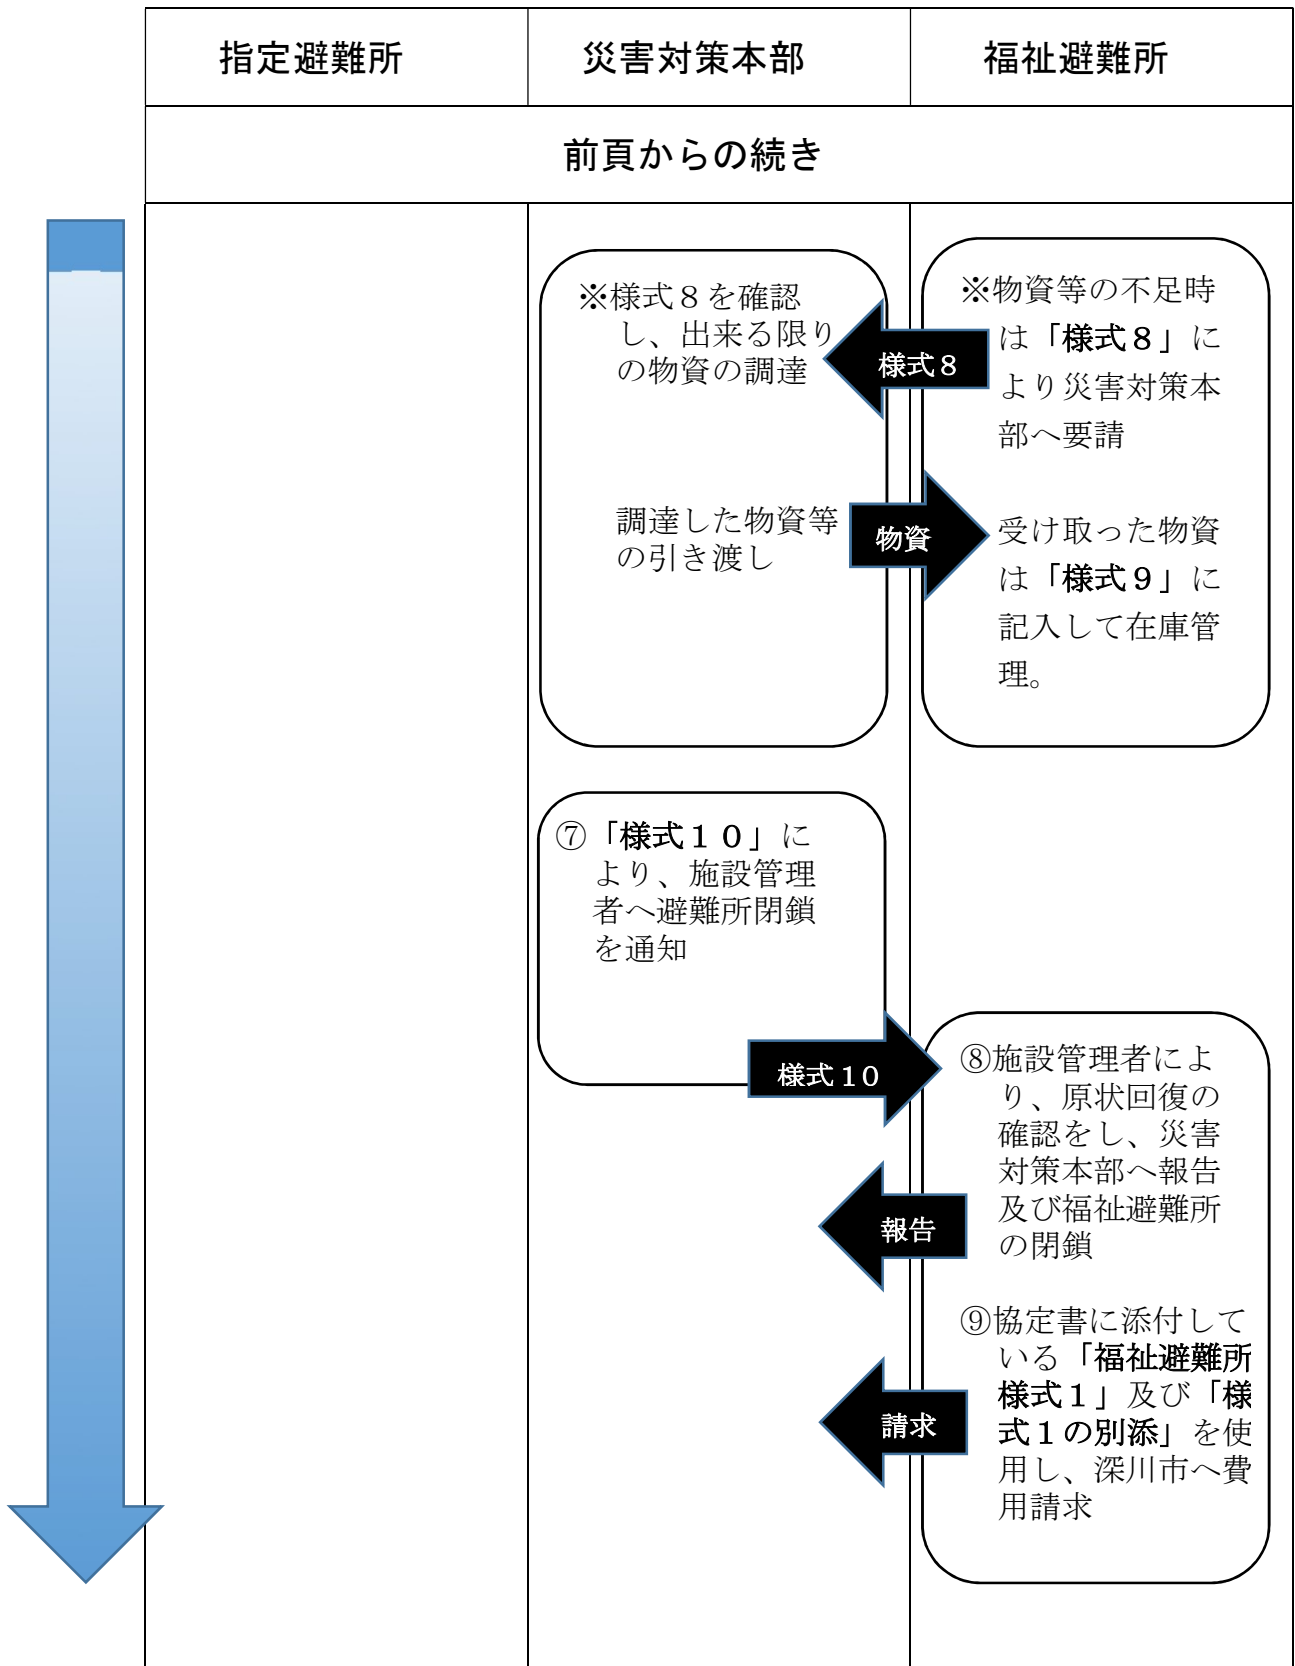 指定避難所
災害対策本部
福祉避難所
前頁からの続き
※様式８を確認
し、出来る限り
の物資の調達
様式８
※物資等の不足時
は「様式８」に
より災害対策本
部へ要請
調達した物資等
の引き渡し
物資
受け取った物資
は「様式９」に
記入して在庫管
理。
⑦「様式１０」に
より、施設管理
者へ避難所閉鎖
を通知
様式10
⑧施設管理者によ
り、原状回復の
確認をし、災害
対策本部へ報告
及び福祉避難所
の閉鎖
報告
⑨協定書に添付して
いる「福祉避難所
様式１」及び「様
式１の別添」を使
用し、深川市へ費
用請求
請求